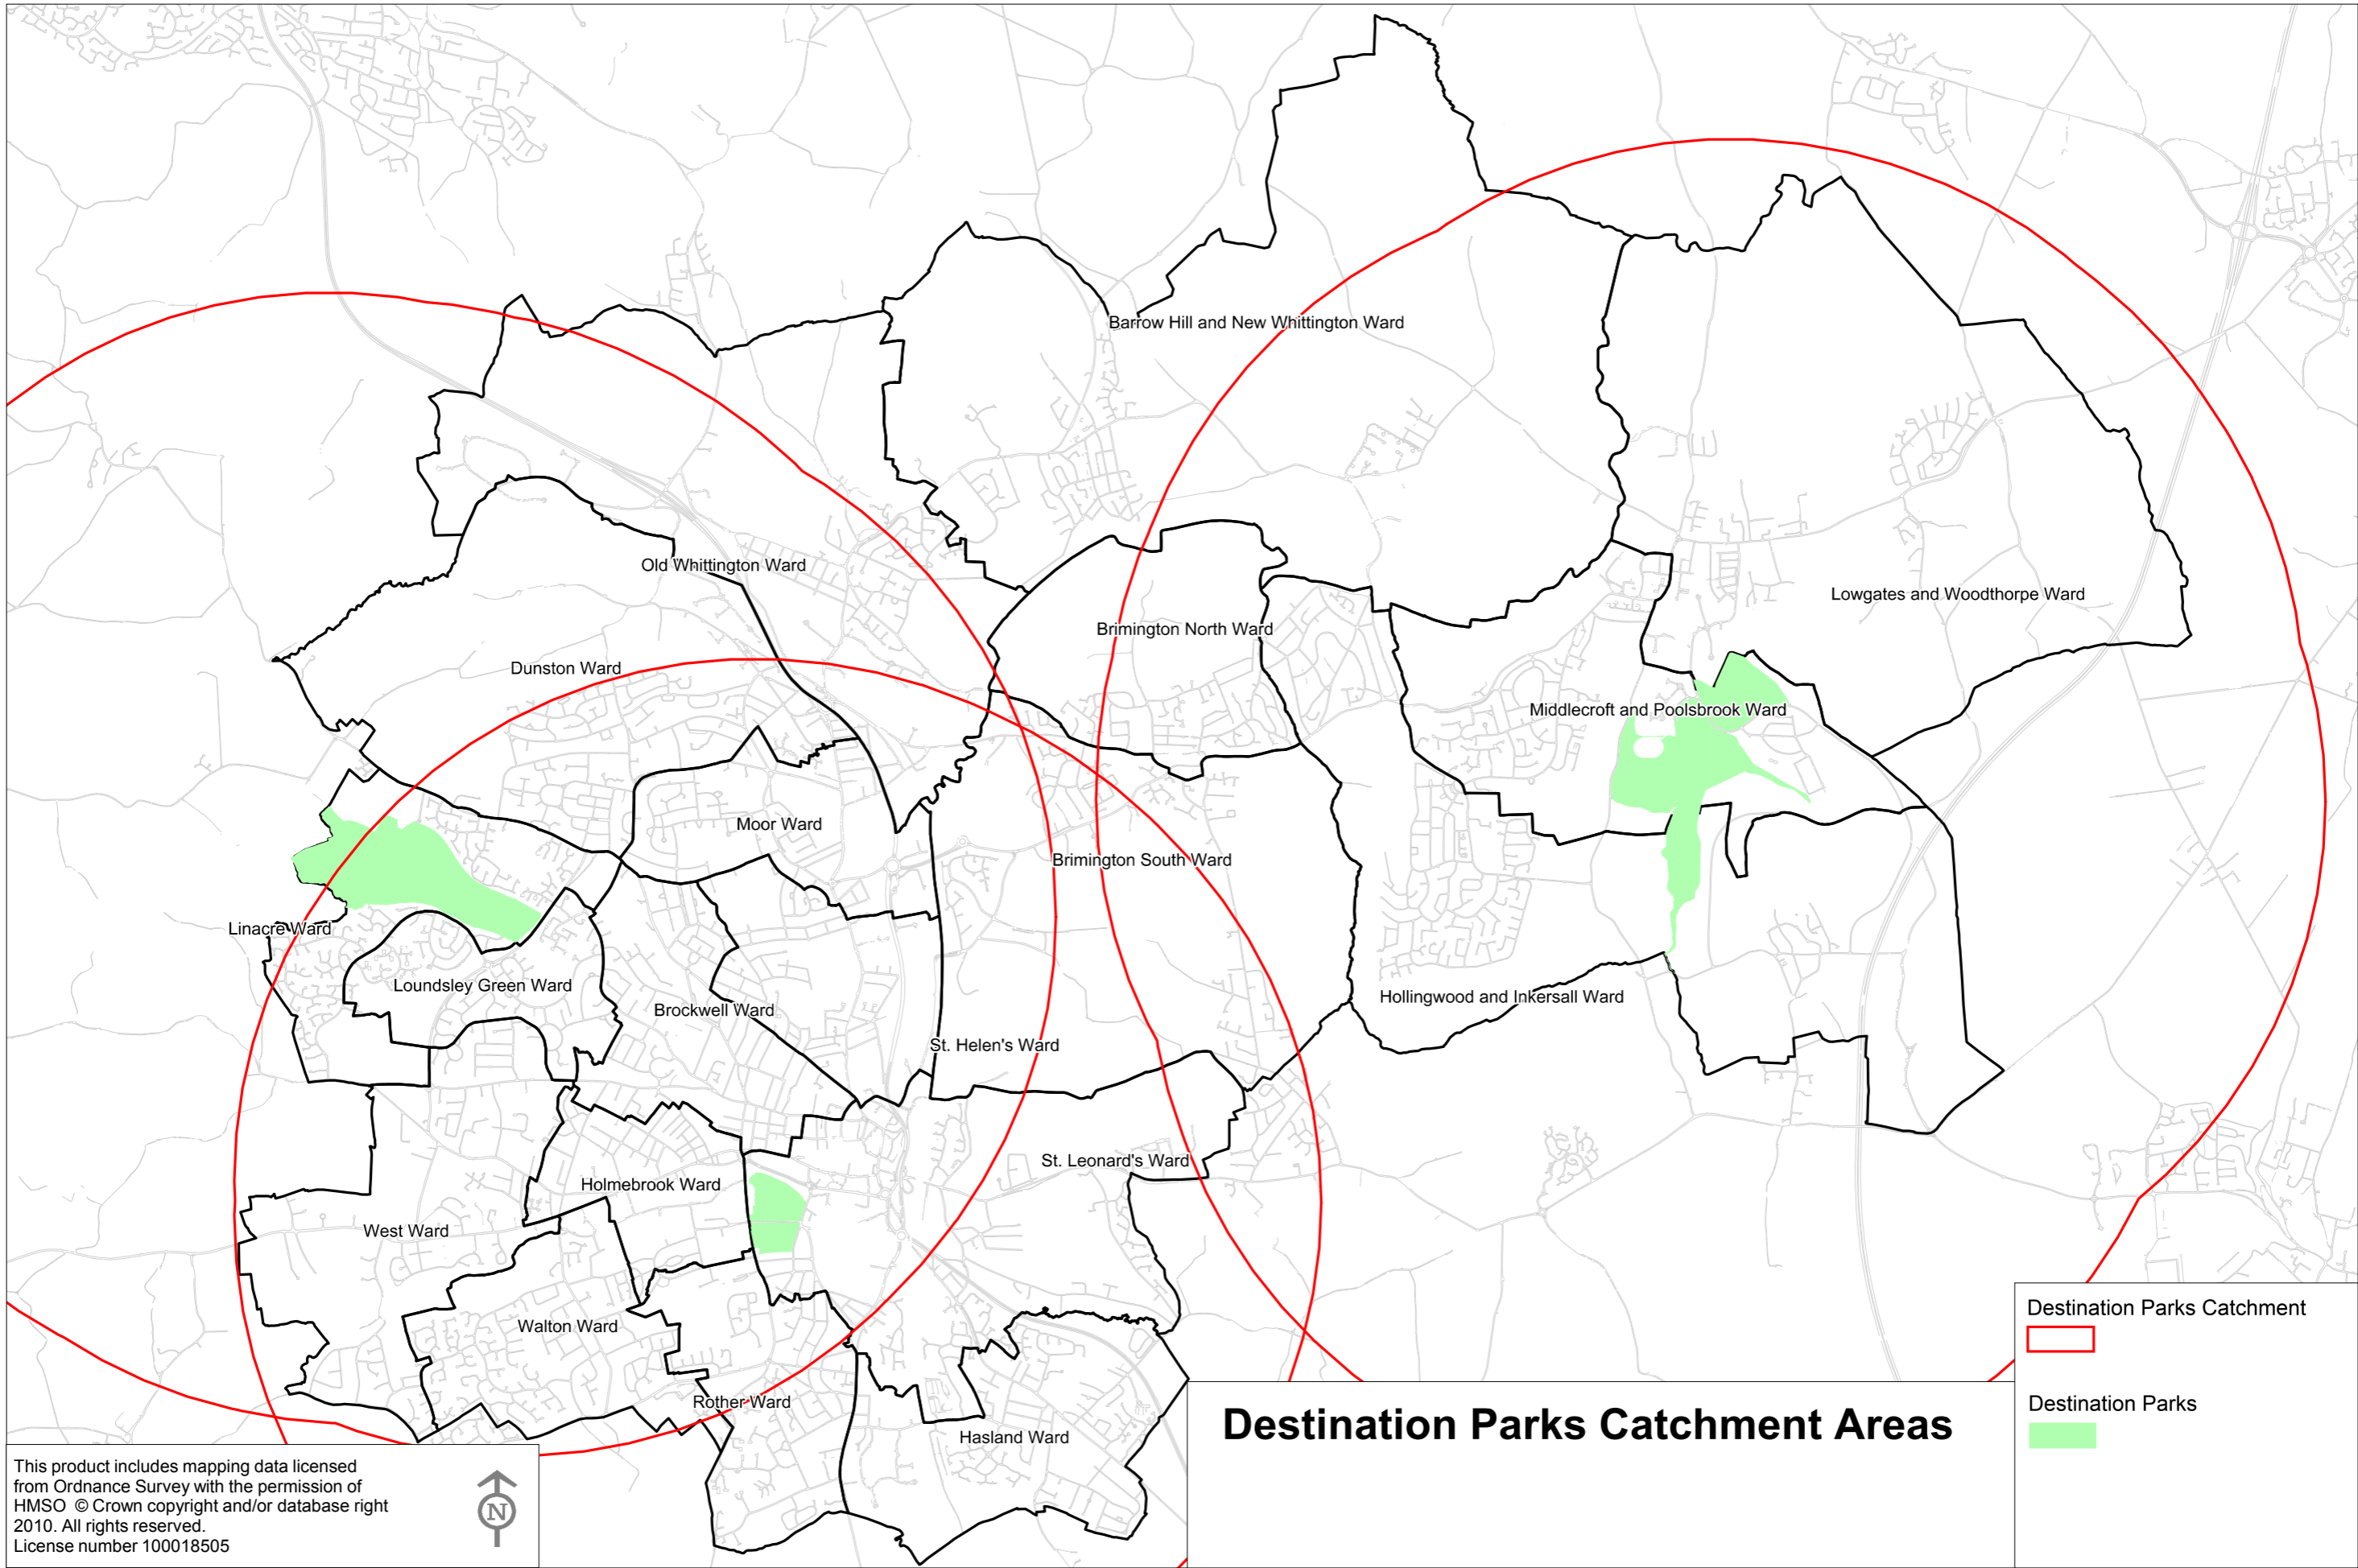 Barrow Hill and New Whittington Ward
Old Whittington Ward
Lowgates and Woodthorpe Ward
Brimington North Ward
Dunston Ward
Middlecroft and Poolsbrook Ward
Moor Ward
Brimington South Ward
Linacre Ward
Loundsley Green Ward
Hollingwood and Inkersall Ward
Brockwell Ward
St. Helen's Ward
St. Leonard's Ward
Holmebrook Ward
West Ward
Walton Ward
Rother Ward
Hasland Ward
Destination Parks Catchment
Destination Parks
Destination Parks Catchment Areas
This product includes mapping data licensed
from Ordnance Survey with the permission of
HMSO © Crown copyright and/or database right
2010. All rights reserved.
License number 100018505
N